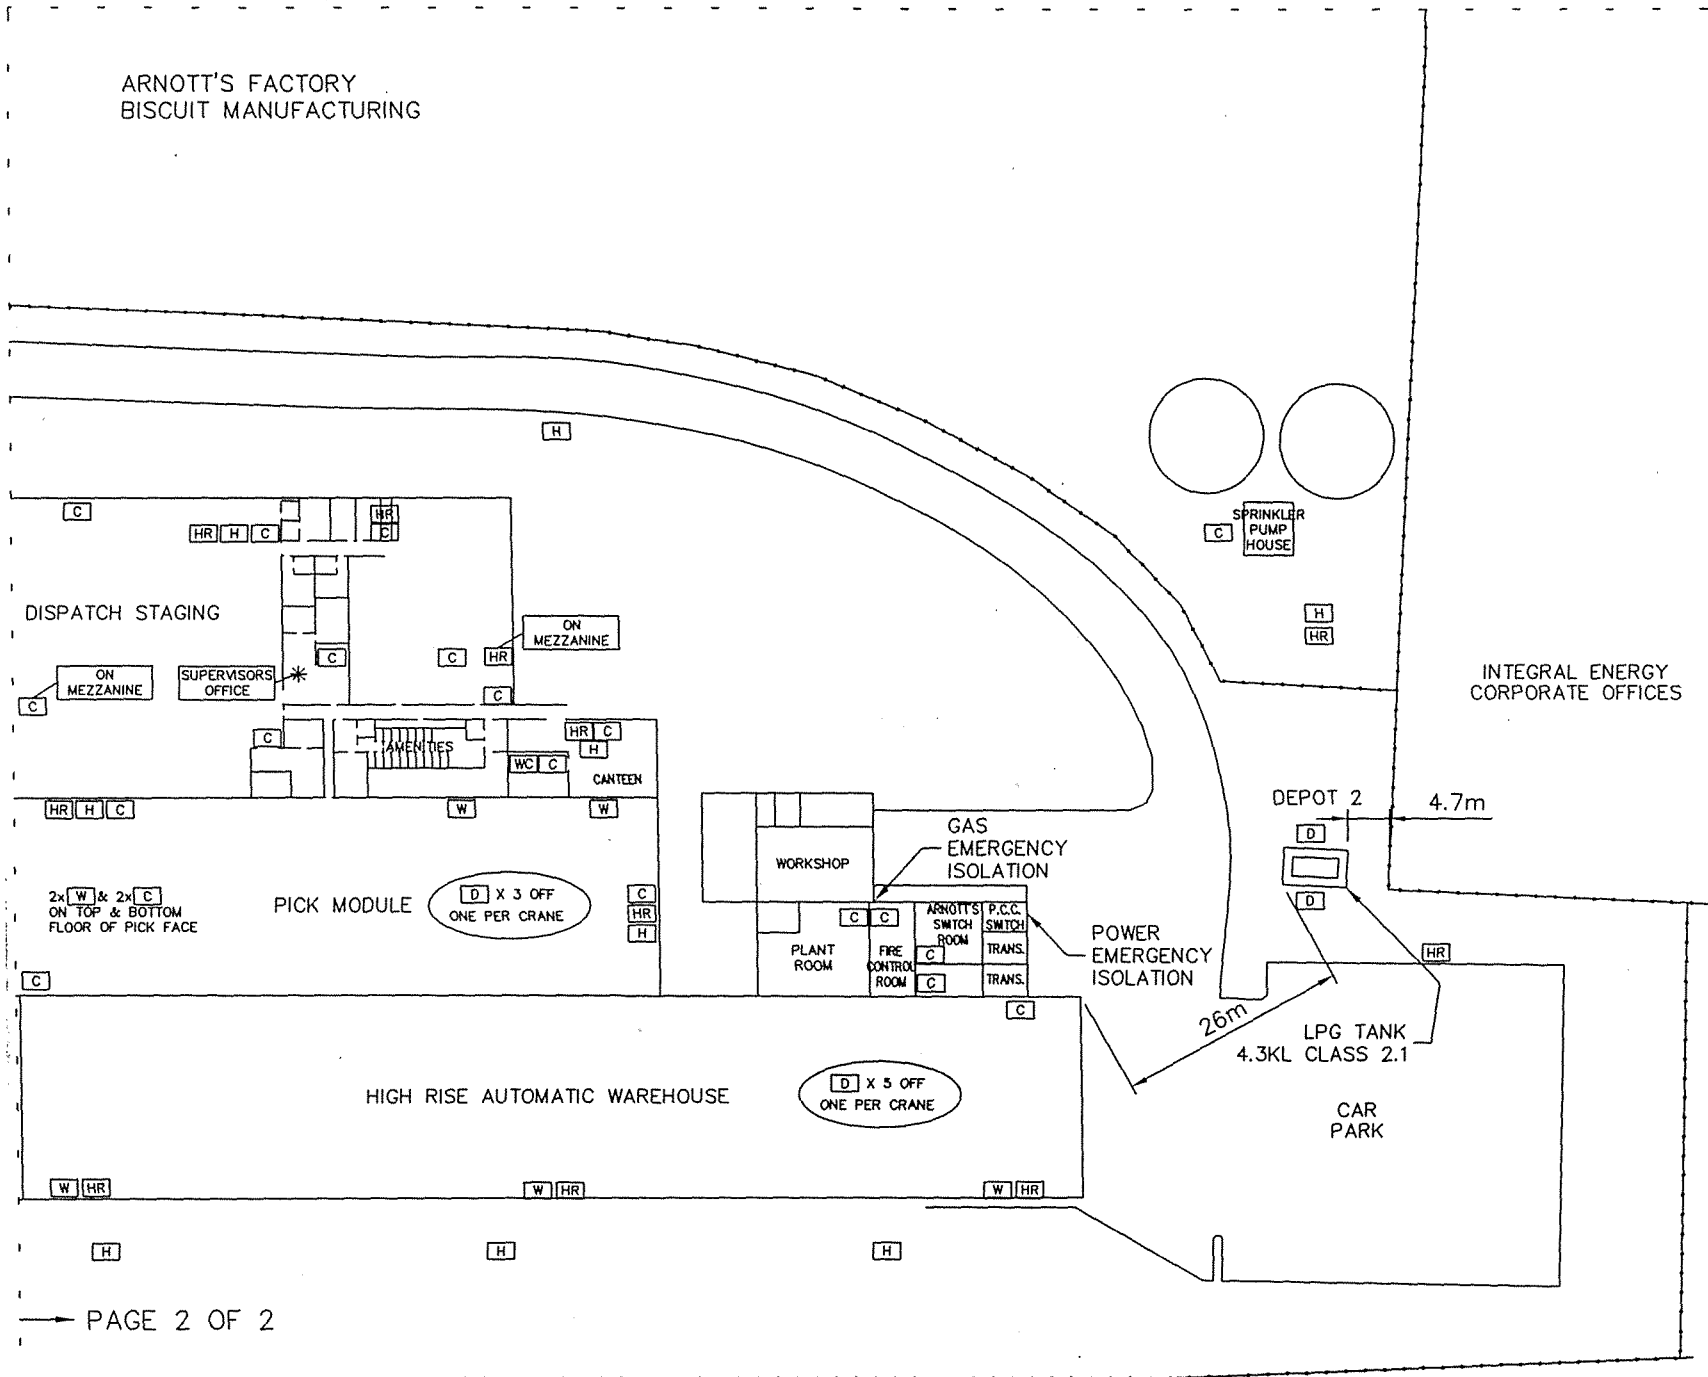 ARNOTT'S FACTORY
BISCUIT MANUFACTURING
H
C
HR H C
HR
C
C
SPRINKLER
PUMP
HOUSE
H
HR
DISPATCH STAGING
ON
MEZZANINE
C
C
HR
C
ON
MEZZANINE
SUPERVISORS
OFFICE
C
INTEGRAL ENERGY
CORPORATE OFFICES
C
AMENITIES
HR C
H
WC C
CANTEEN
HR H C
W
W
DEPOT 2
4.7m
D
D
GAS
EMERGENCY
ISOLATION
WORKSHOP
2x W & 2x C
ON TOP & BOTTOM
FLOOR OF PICK FACE
PICK MODULE
D X 3 OFF
ONE PER CRANE
C
HR
H
C C
ARNOTT'S
SWITCH
ROOM
P.C.C.
SWITCH
TRANS.
TRANS.
C
C
PLANT
ROOM
FIRE
CONTROL
ROOM
POWER
EMERGENCY
ISOLATION
HR
C
C
26m
LPG TANK
4.3KL CLASS 2.1
HIGH RISE AUTOMATIC WAREHOUSE
D X 5 OFF
ONE PER CRANE
CAR
PARK
W HR
W HR
W HR
H
H
H
PAGE 2 OF 2